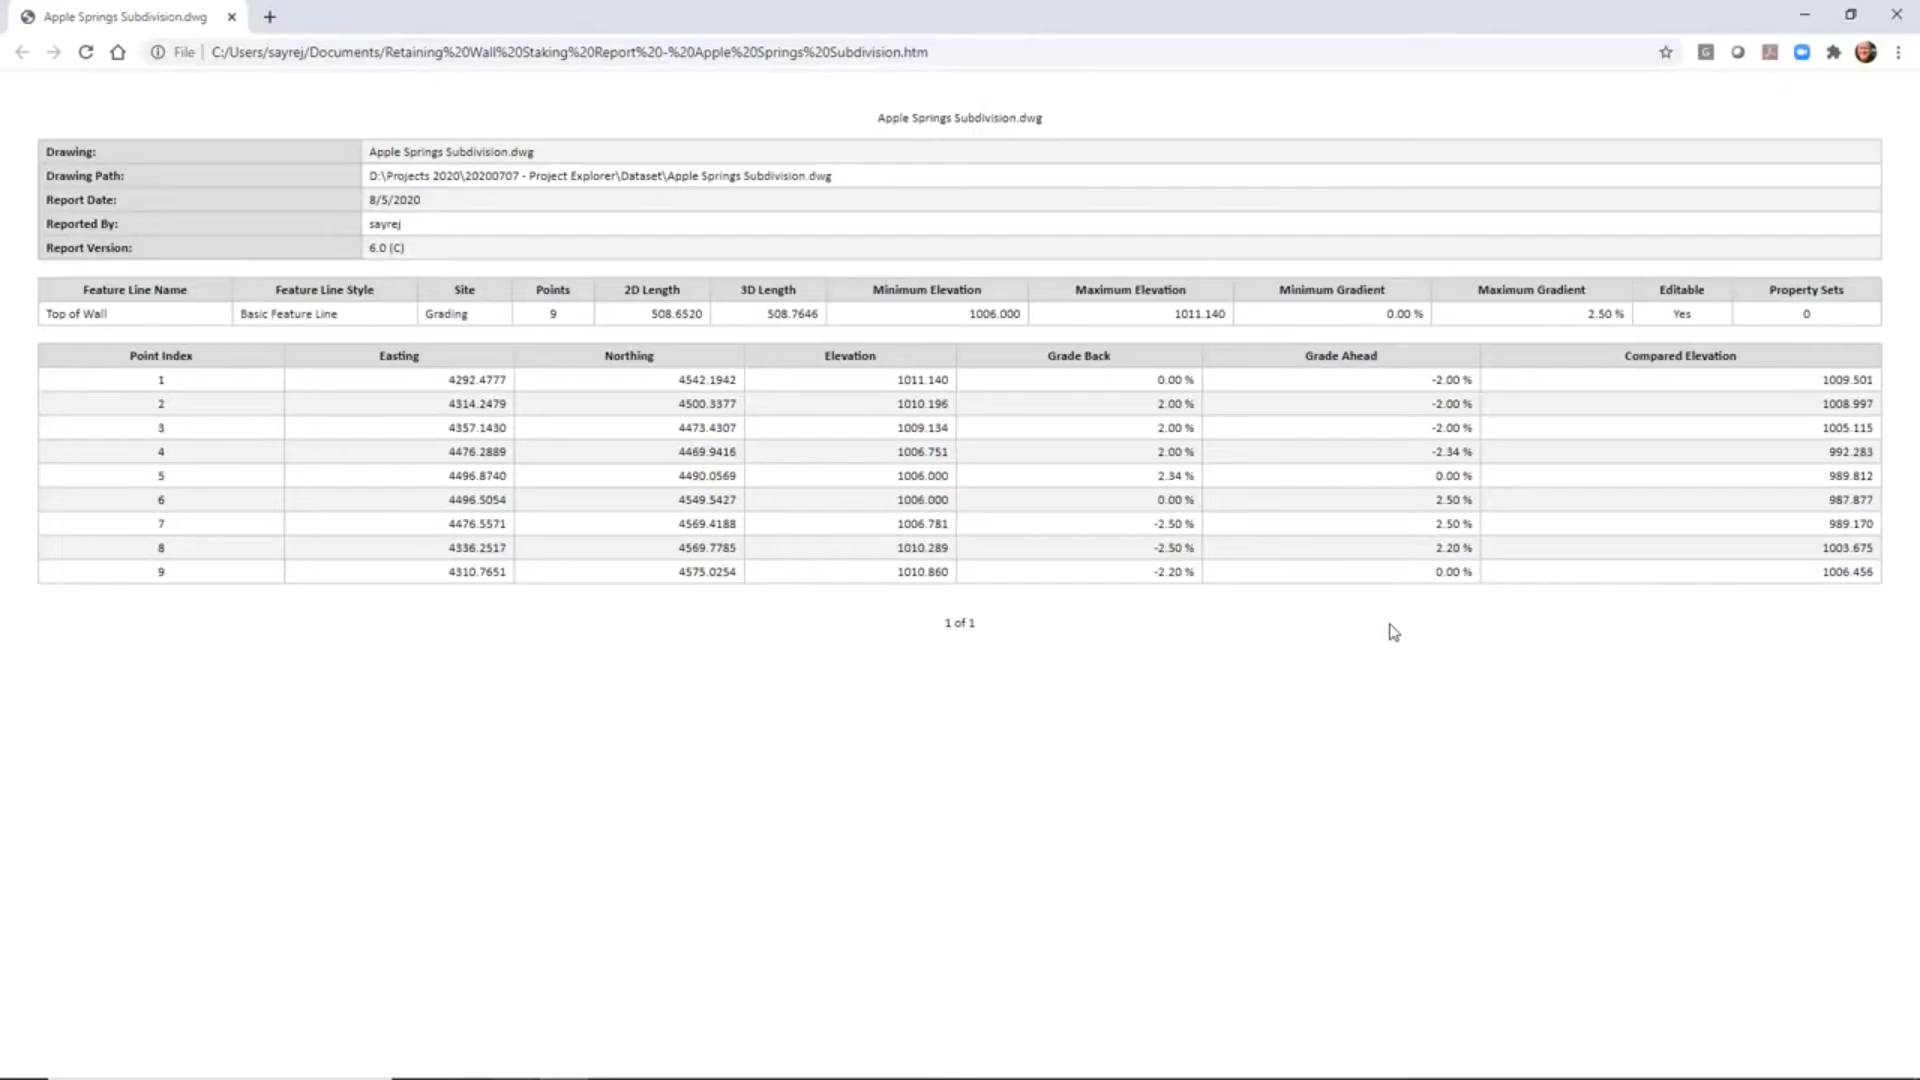 Apple Springs Subdivision.dwg
File C:/Users/sayrej/Documents/Retaining%20Wall%20Staking%20Report%20-%20Apple%20Springs%20Subdivision.htm
Apple Springs Subdivision.dwg
Drawing: Apple Springs Subdivision.dwg
Drawing Path: D:\Projects 2020\20200707 - Project Explorer\Dataset\Apple Springs Subdivision.dwg
Report Date: 8/5/2020
Reported By: sayrej
Report Version: 6.0 (C)
Feature Line Name Feature Line Style Site Points 2D Length 3D Length Minimum Elevation Maximum Elevation Minimum Gradient Maximum Gradient Editable Property Sets
Top of Wall Basic Feature Line Grading 9 508.6520 508.7646 1006.000 1011.140 0.00 % 2.50 % Yes 0
Point Index Easting Northing Elevation Grade Back Grade Ahead Compared Elevation
1 4292.4777 4542.1942 1011.140 0.00 % -2.00 % 1009.501
2 4314.2479 4500.3377 1010.196 2.00 % -2.00 % 1008.997
3 4357.1430 4473.4307 1009.134 2.00 % -2.00 % 1005.115
4 4476.2889 4469.9416 1006.751 2.00 % -2.34 % 992.283
5 4496.8740 4490.0569 1006.000 2.34 % 0.00 % 989.812
6 4496.5054 4549.5427 1006.000 0.00 % 2.50 % 987.877
7 4476.5571 4569.4188 1006.781 -2.50 % 2.50 % 989.170
8 4336.2517 4569.7785 1010.289 -2.50 % 2.20 % 1003.675
9 4310.7651 4575.0254 1010.860 -2.20 % 0.00 % 1006.456
1 of 1